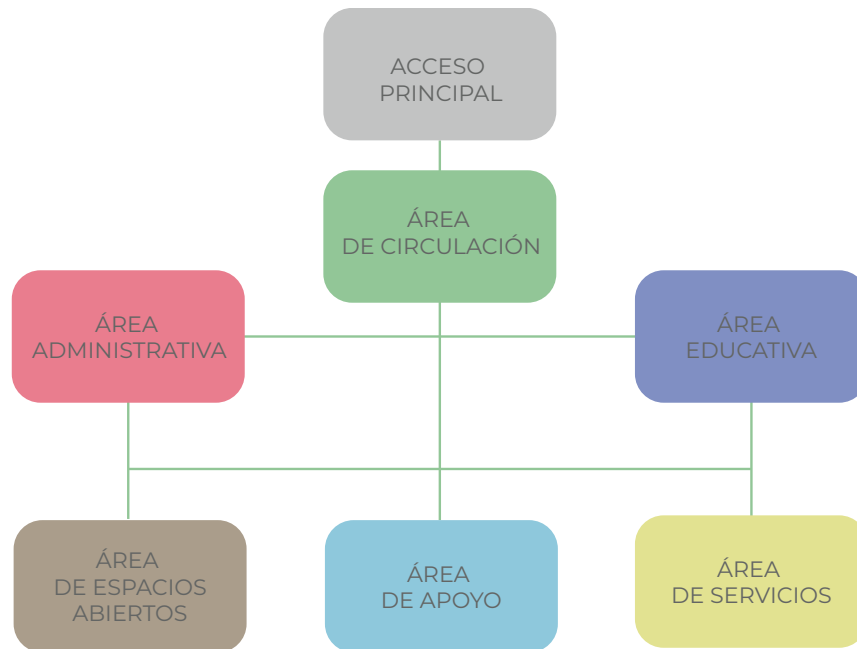 ACCESO
PRINCIPAL
ÁREA
DE CIRCULACIÓN
ÁREA
ADMINISTRATIVA
ÁREA
EDUCATIVA
ÁREA
DE ESPACIOS
ABIERTOS
ÁREA
DE APOYO
ÁREA
DE SERVICIOS